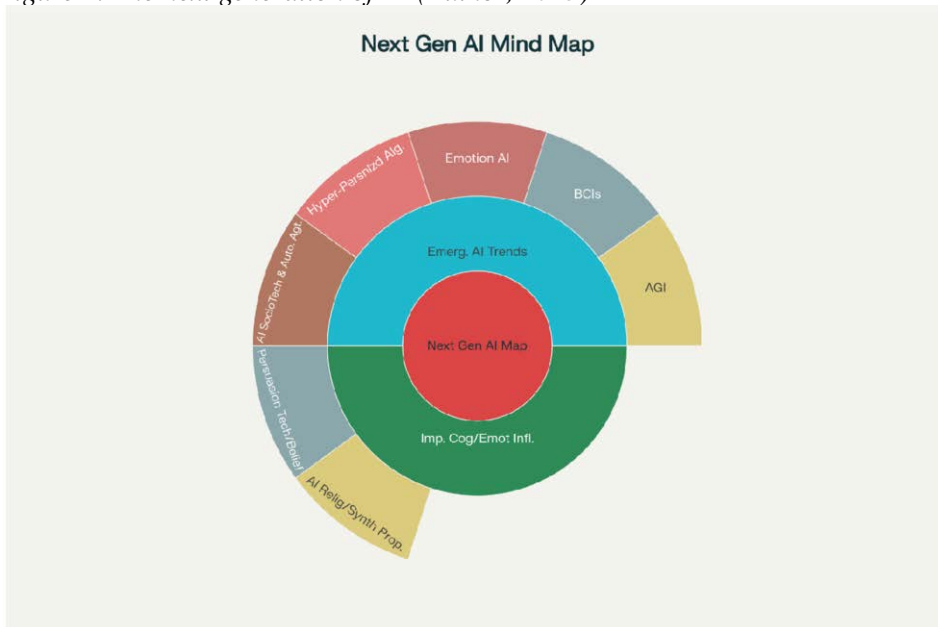 Next Gen AI Mind Map
Hyper-Persnlzd Alg.
Emotion AI
BCIs
AI SocioTech & Auto. Agt.
Emerg. AI Trends
AGI
Next Gen AI Map
Persuasion Tech/Belief
Imp. Cog/Emot Infl.
AI Relig/Synth Prop.